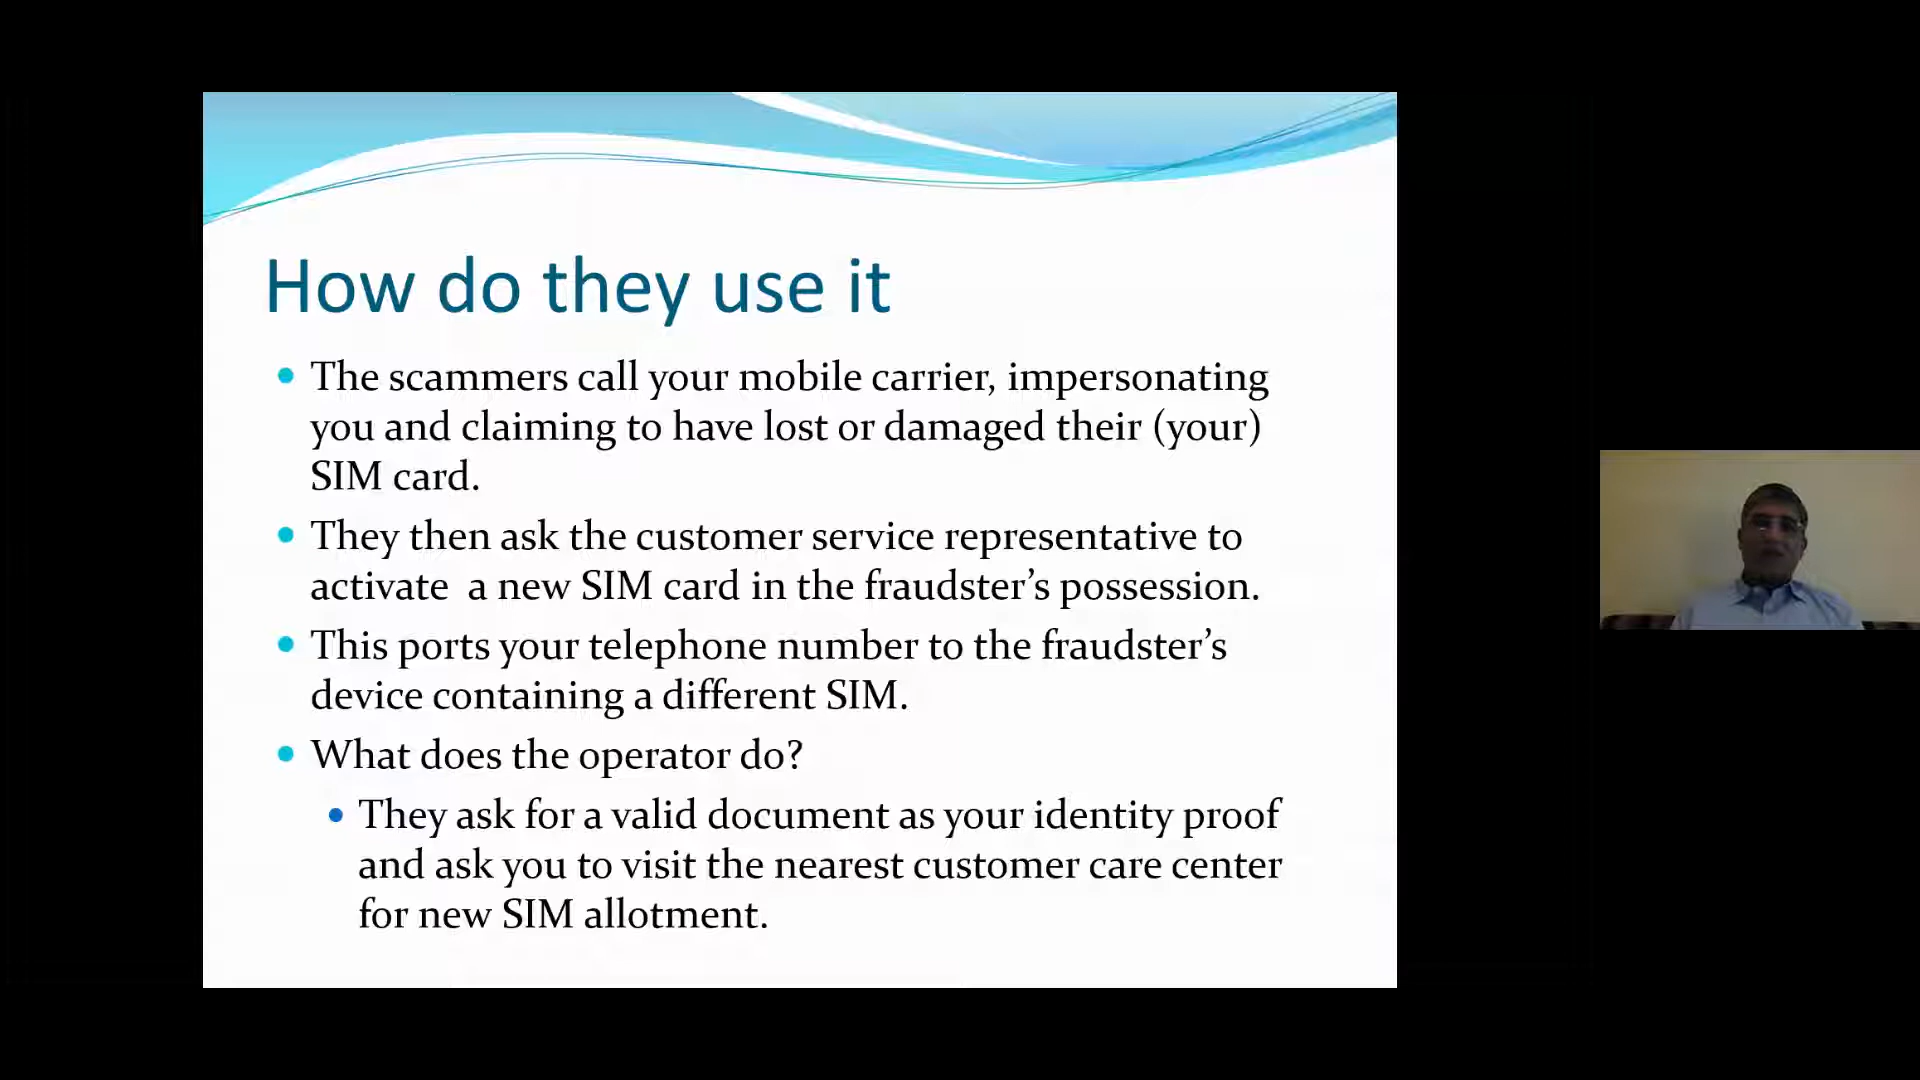 How do they use it
The scammers call your mobile carrier, impersonating
you and claiming to have lost or damaged their (your)
SIM card.
They then ask the customer service representative to
activate  a new SIM card in the fraudster’s possession.
This ports your telephone number to the fraudster’s
device containing a different SIM.
What does the operator do?
They ask for a valid document as your identity proof
and ask you to visit the nearest customer care center
for new SIM allotment.